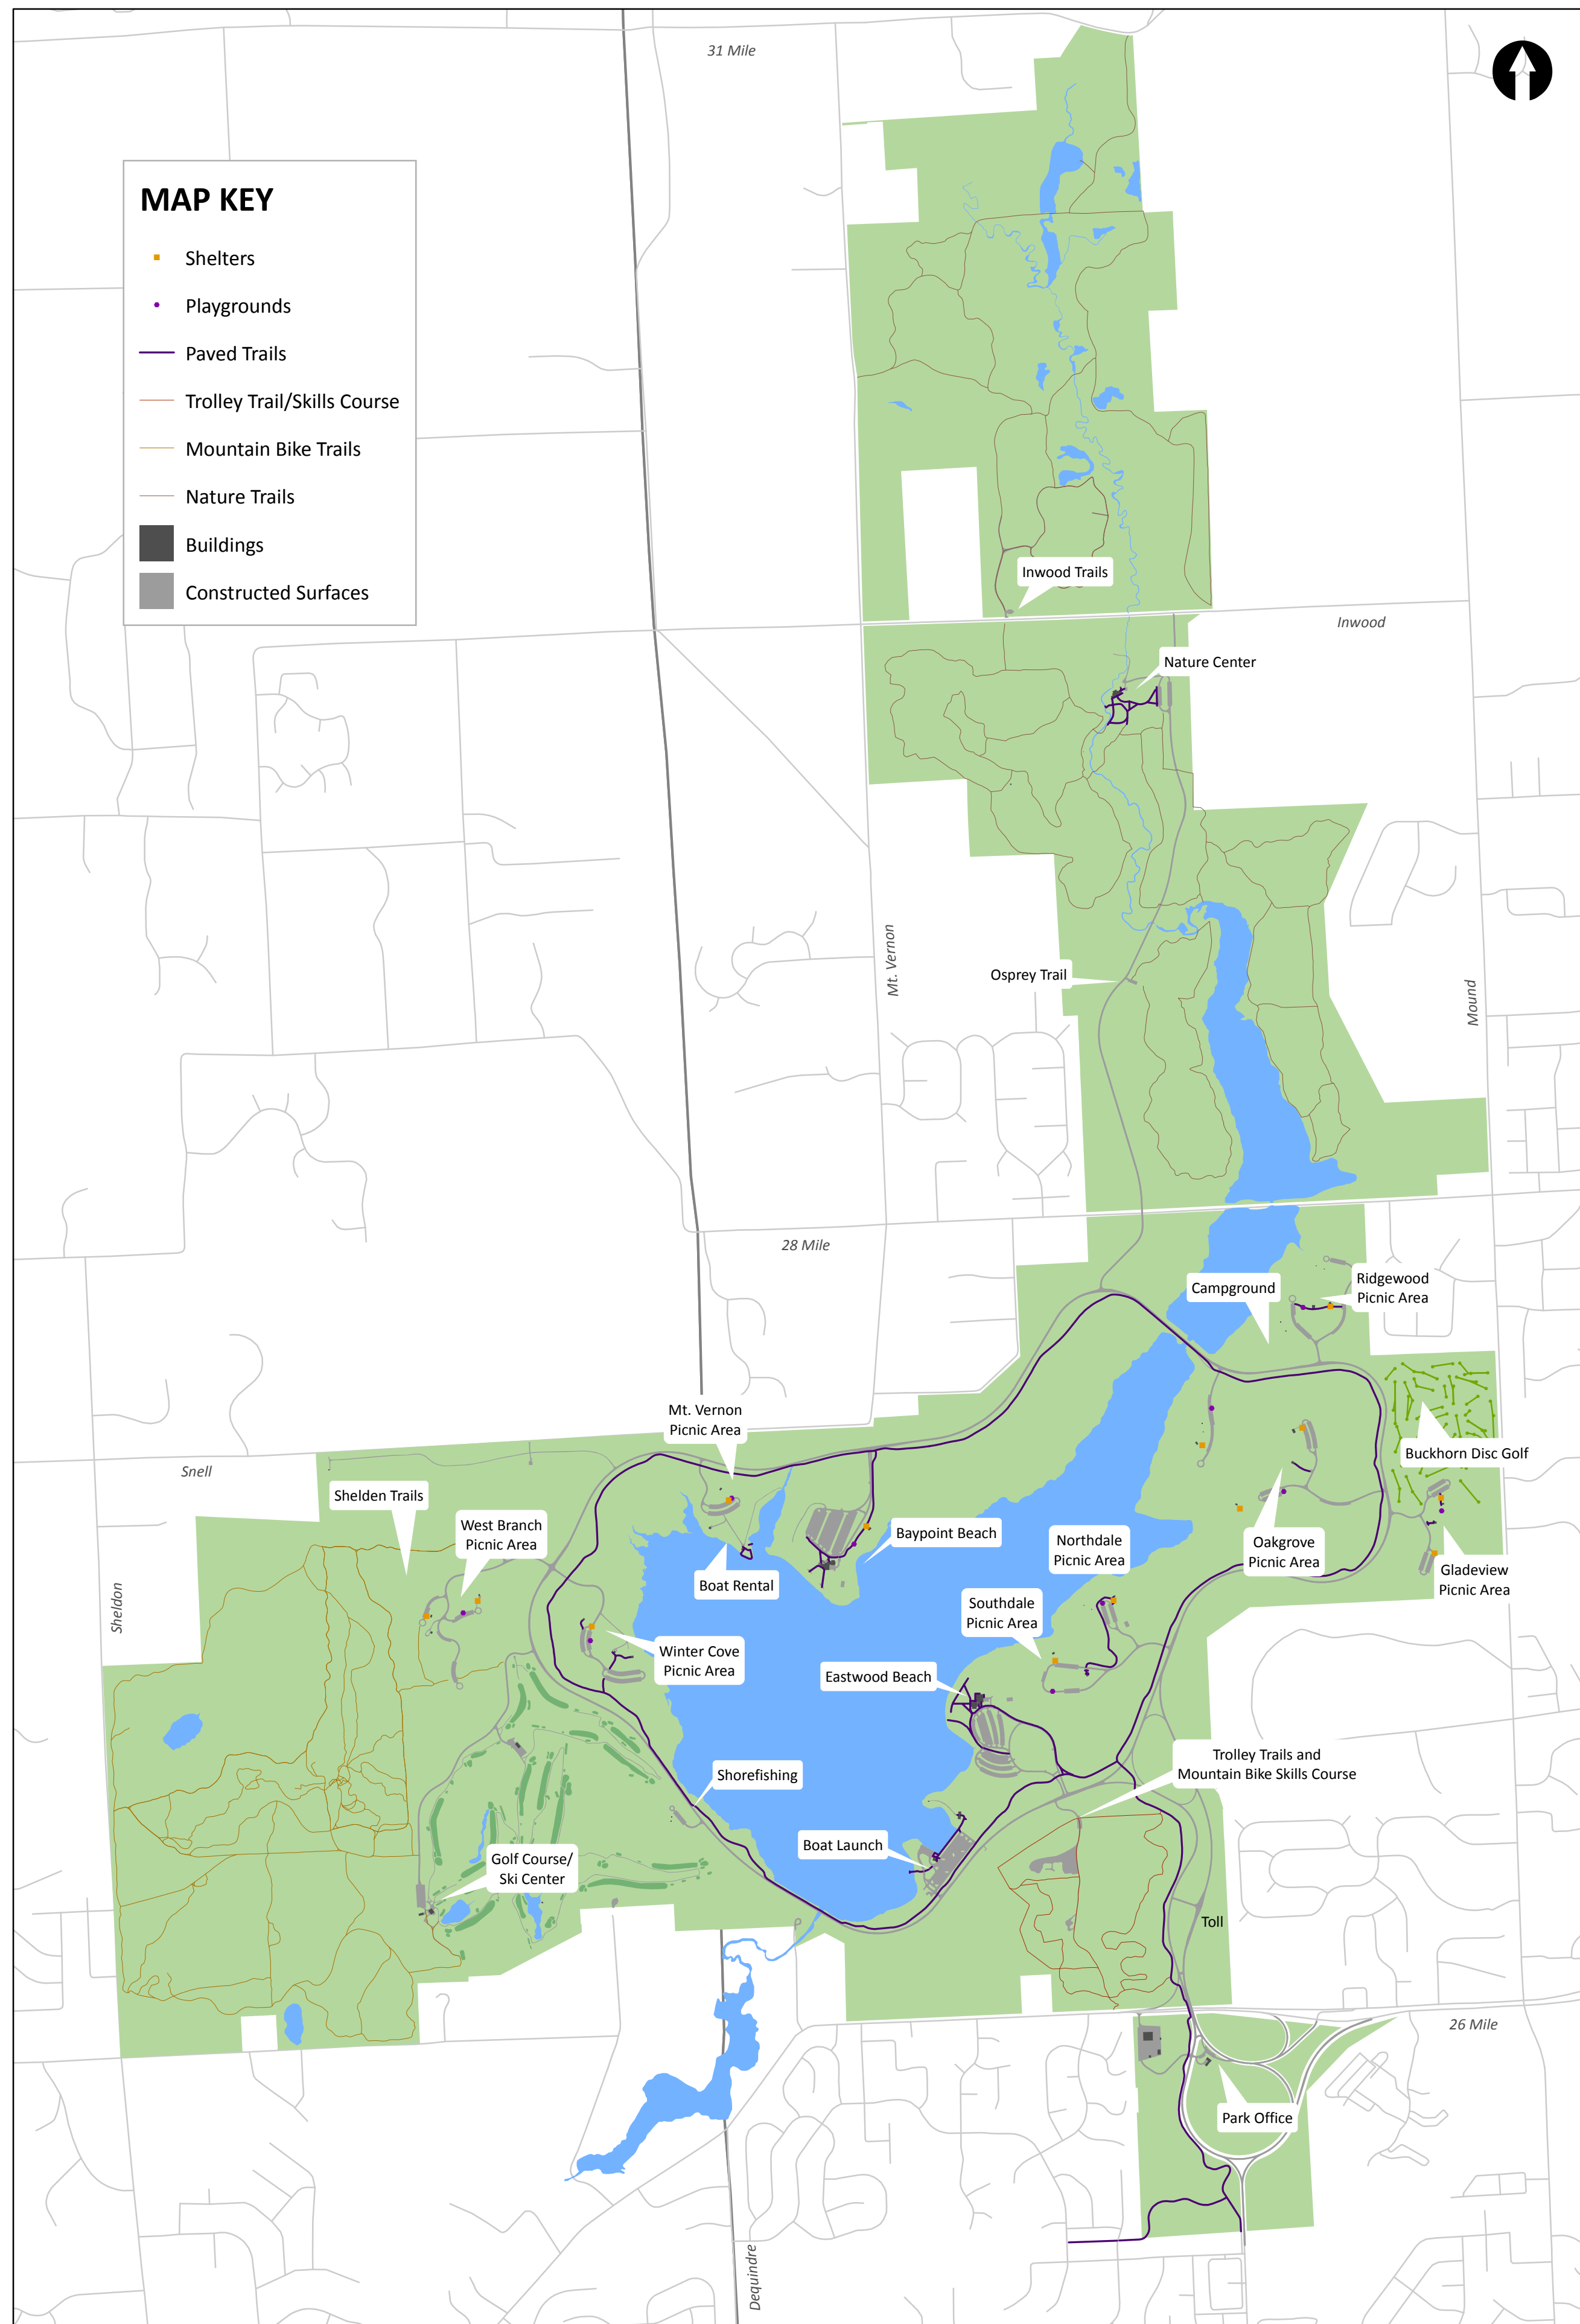 31 Mile
MAP KEY
Shelters
Playgrounds
Paved Trails
Trolley Trail/Skills Course
Mountain Bike Trails
Nature Trails
Buildings
Constructed Surfaces
Inwood Trails
Inwood
Nature Center
Mt. Vernon
Osprey Trail
Mound
28 Mile
Campground
Ridgewood
Picnic Area
Mt. Vernon
Picnic Area
Buckhorn Disc Golf
Snell
Shelden Trails
West Branch
Picnic Area
Baypoint Beach
Northdale
Picnic Area
Oakgrove
Picnic Area
Gladeview
Picnic Area
Boat Rental
Sheldon
Southdale
Picnic Area
Winter Cove
Picnic Area
Eastwood Beach
Shorefishing
Trolley Trails and
Mountain Bike Skills Course
Boat Launch
Golf Course/
Ski Center
Toll
26 Mile
Park Office
Dequindre